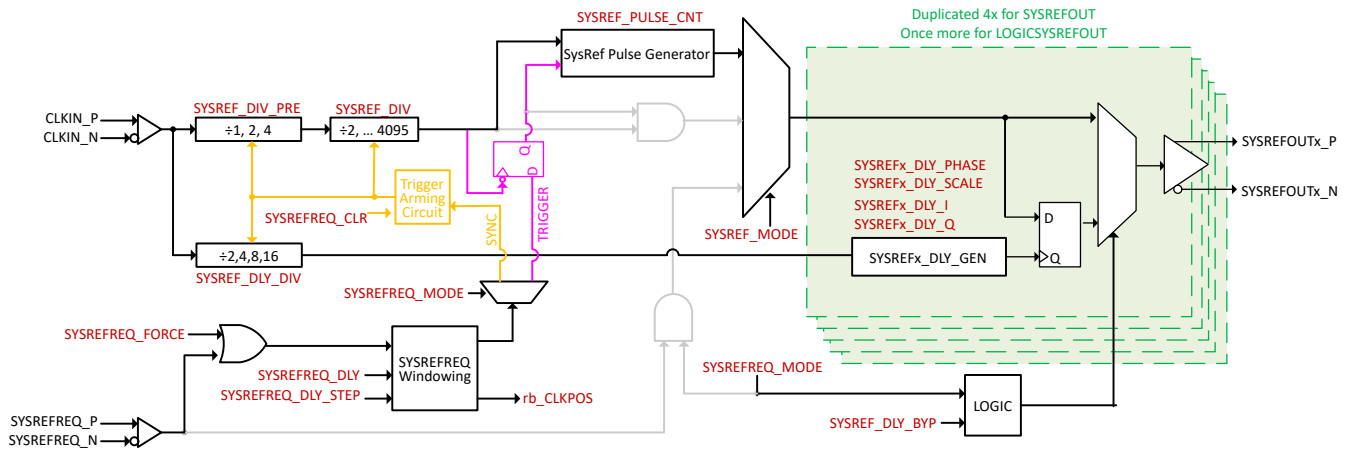 Duplicated 4x for SYSREFOUT
Once more for LOGICSYSREFOUT
SYSREF_PULSE_CNT
SysRef Pulse Generator
CLKIN_P
CLKIN_N
SYSREF_DIV_PRE
÷1, 2, 4
SYSREF_DIV
÷2, ... 4095
Q
D
TRIGGER
SYNC
Trigger
Arming
Circuit
SYSREFREQ_CLR
÷2,4,8,16
SYSREF_DLY_DIV
SYSREF_MODE
SYSREFx_DLY_PHASE
SYSREFx_DLY_SCALE
SYSREFx_DLY_I
SYSREFx_DLY_Q
SYSREFx_DLY_GEN
D
Q
SYSREFOUTx_P
SYSREFOUTx_N
SYSREFREQ_MODE
SYSREFREQ_FORCE
SYSREFREQ
Windowing
SYSREFREQ_DLY
SYSREFREQ_DLY_STEP
rb_CLKPOS
SYSREFREQ_MODE
LOGIC
SYSREF_DLY_BYP
SYSREFREQ_P
SYSREFREQ_N